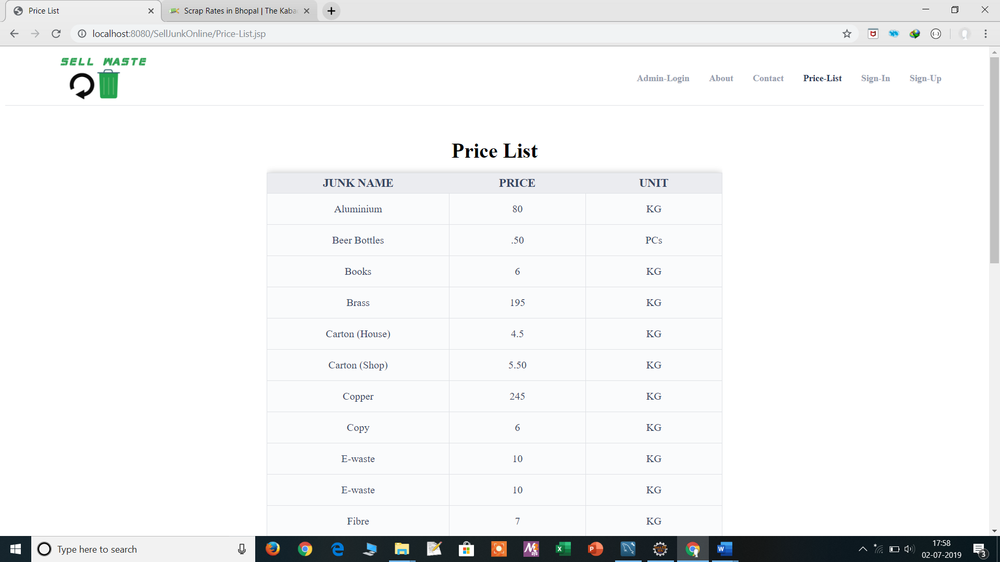 Price List
Scrap Rates in Bhopal | The Kaba
localhost:8080/SellJunkOnline/Price-List.jsp
SELL WASTE
Admin-Login About Contact Price-List Sign-In Sign-Up
Price List
JUNK NAME PRICE UNIT
Aluminium 80 KG
Beer Bottles .50 PCs
Books 6 KG
Brass 195 KG
Carton (House) 4.5 KG
Carton (Shop) 5.50 KG
Copper 245 KG
Copy 6 KG
E-waste 10 KG
E-waste 10 KG
Fibre 7 KG
Type here to search
17:58
02-07-2019
3